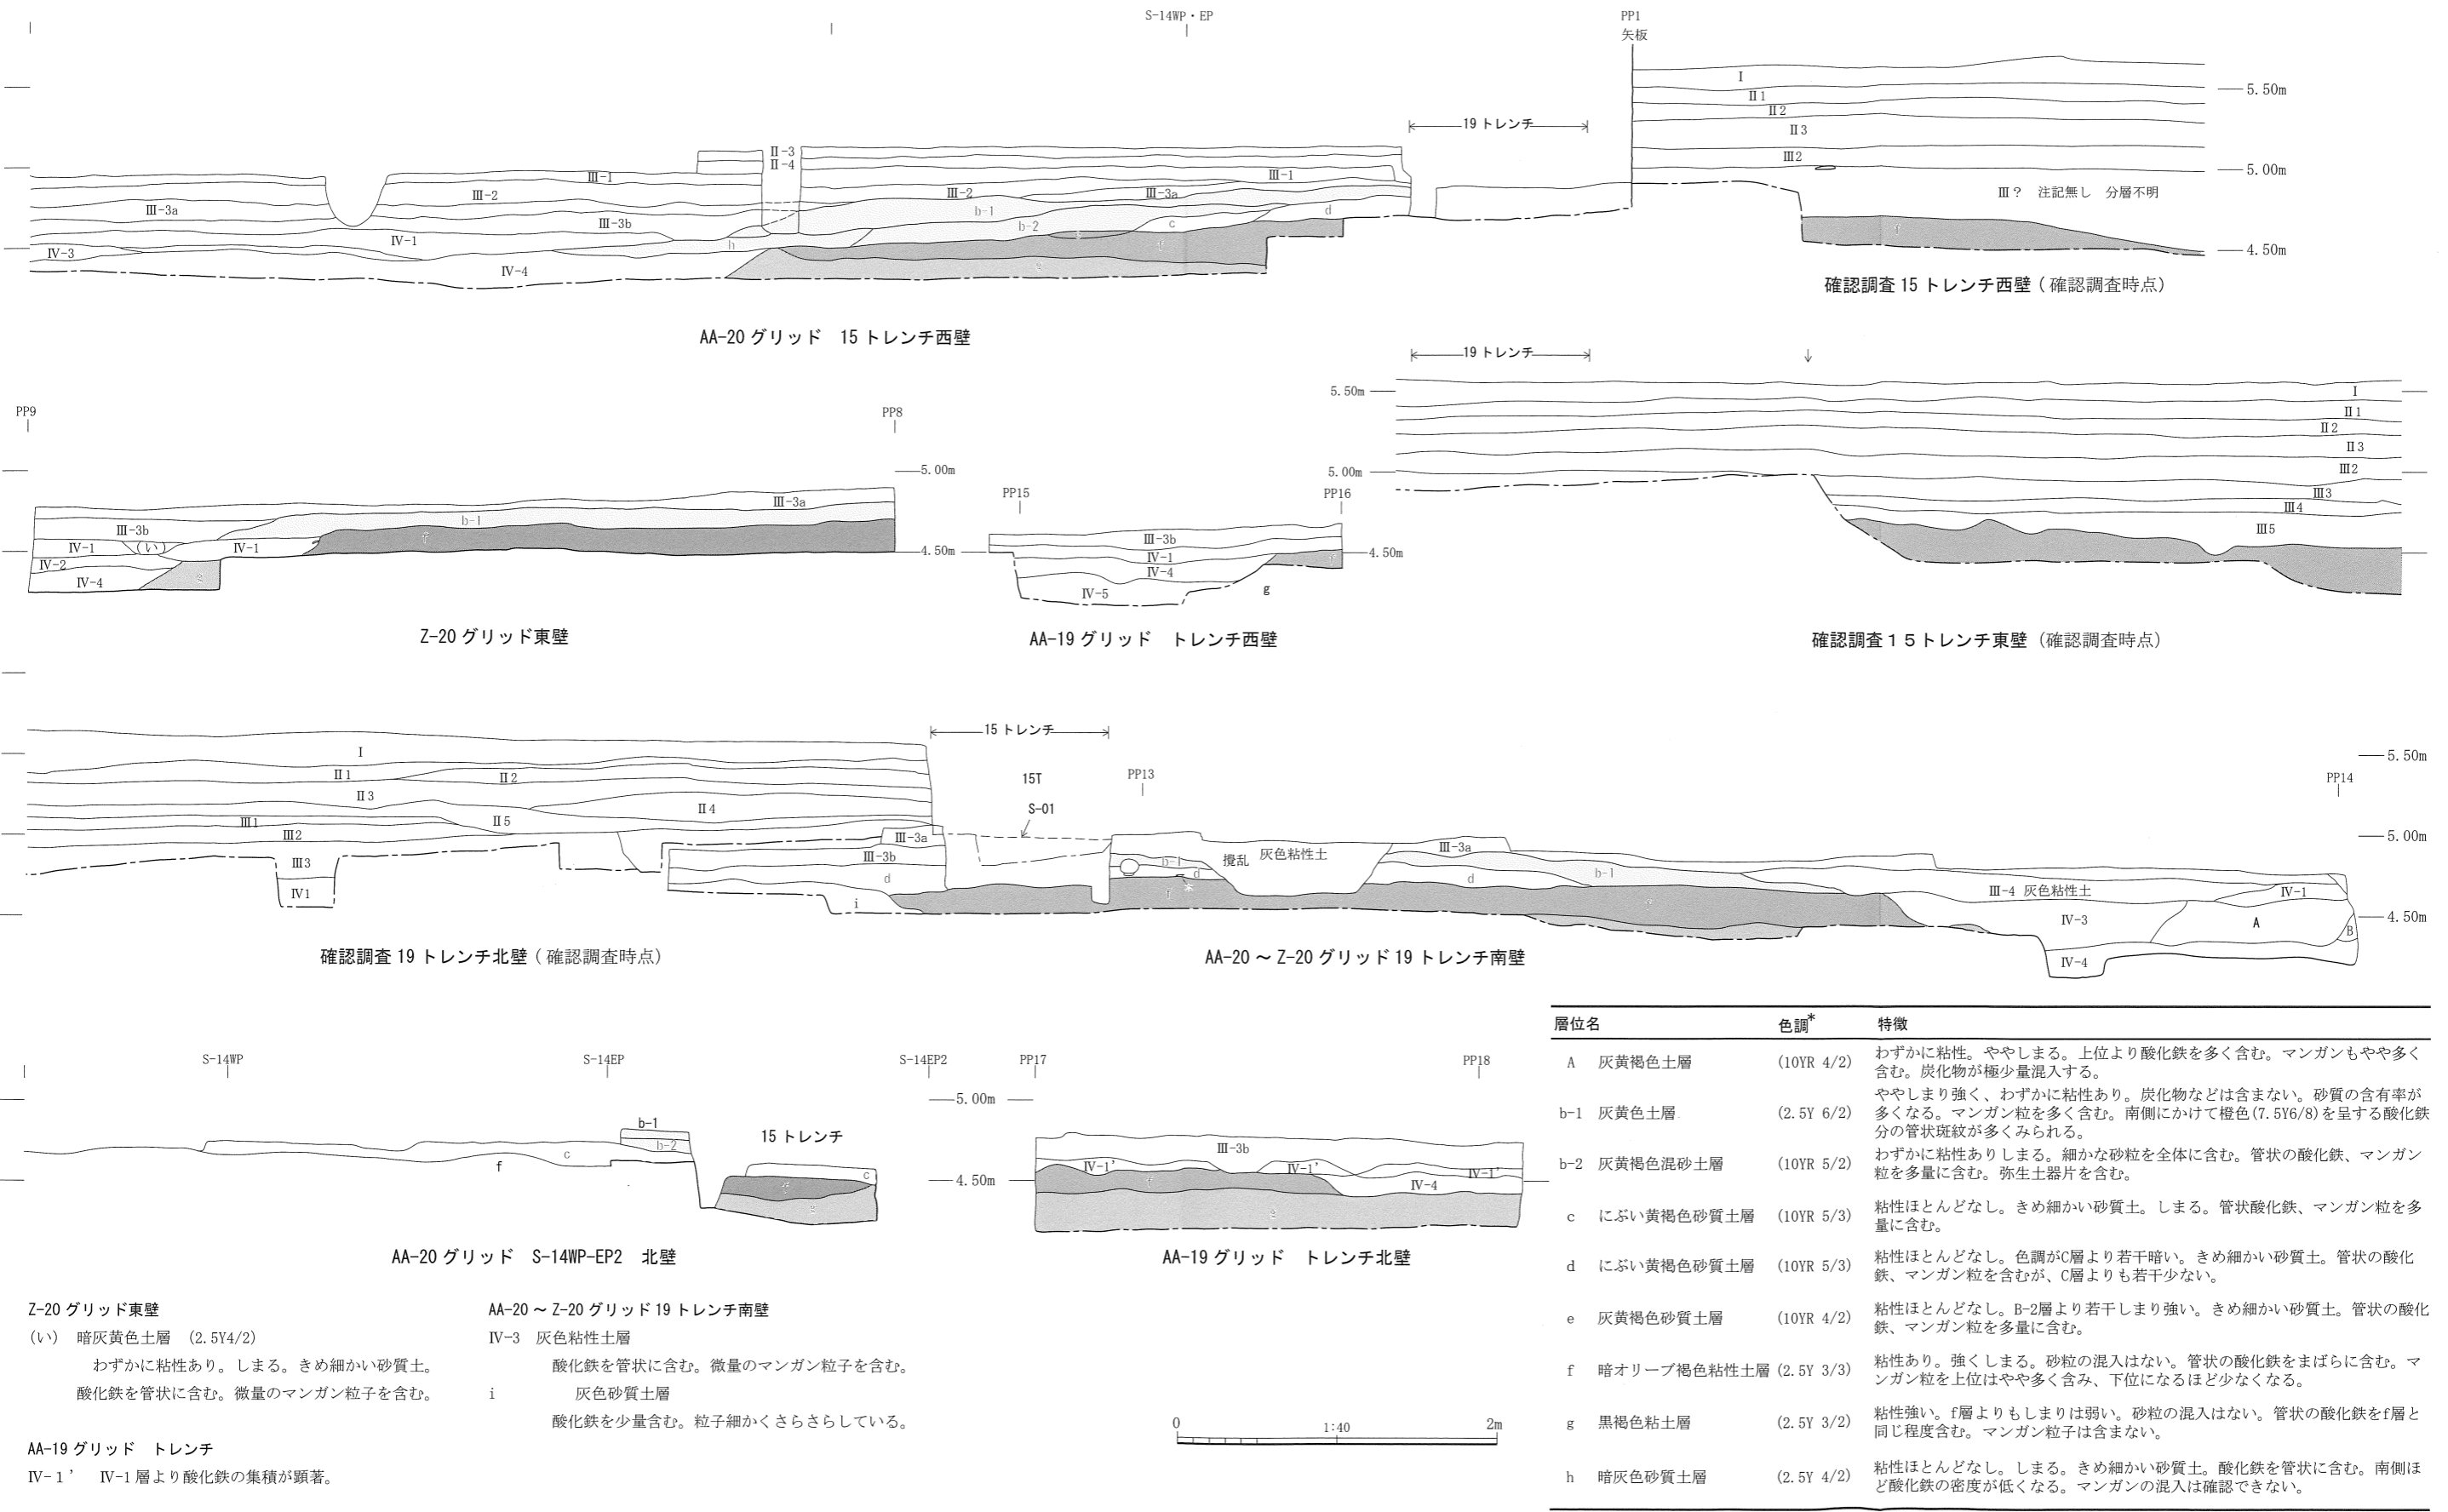 S-14WP・EP
PP1
矢板
19 トレンチ
Ⅰ
Ⅱ1
Ⅱ2
Ⅱ3
Ⅲ2
Ⅲ？ 注記無し 分層不明
f
5.50m
5.00m
4.50m
確認調査 15 トレンチ西壁 ( 確認調査時点)
Ⅱ-3
Ⅱ-4
Ⅲ-1
Ⅲ-1
Ⅲ-2
Ⅲ-2
Ⅲ-3a
Ⅲ-3a
Ⅲ-3b
b-1
d
c
b-2
h
f
g
Ⅳ-1
Ⅳ-3
Ⅳ-4
AA-20 グリッド 15 トレンチ西壁
PP9
PP8
5.00m
4.50m
Ⅲ-3a
Ⅲ-3b
b-1
f
Ⅳ-1
(い)
Ⅳ-1
Ⅳ-2
Ⅳ-4
g
Z-20 グリッド東壁
PP15
PP16
Ⅲ-3b
Ⅳ-1
Ⅳ-4
Ⅳ-5
g
4.50m
AA-19 グリッド トレンチ西壁
19 トレンチ
↓
5.50m
5.00m
Ⅰ
Ⅱ1
Ⅱ2
Ⅱ3
Ⅲ2
Ⅲ3
Ⅲ4
Ⅲ5
確認調査１５トレンチ東壁 (確認調査時点)
15 トレンチ
15T
S-01
PP13
PP14
Ⅰ
Ⅱ1
Ⅱ2
Ⅱ3
Ⅱ4
Ⅱ5
Ⅲ1
Ⅲ2
Ⅲ3
Ⅳ1
Ⅲ-3a
Ⅲ-3b
d
i
b-1
d
f
攪乱
灰色粘性土
Ⅲ-3a
d
b-1
Ⅲ-4 灰色粘性土
Ⅳ-1
Ⅳ-3
A
B
Ⅳ-4
5.50m
5.00m
4.50m
確認調査 19 トレンチ北壁 ( 確認調査時点)
AA-20 ～ Z-20 グリッド 19 トレンチ南壁
S-14WP
S-14EP
S-14EP2
b-1
b-2
c
f
15 トレンチ
c
f
g
5.00m
4.50m
AA-20 グリッド S-14WP-EP2 北壁
PP17
PP18
Ⅲ-3b
Ⅳ-1'
Ⅳ-1'
Ⅳ-1'
f
Ⅳ-4
g
AA-19 グリッド トレンチ北壁
Z-20 グリッド東壁
(い) 暗灰黄色土層 (2.5Y4/2)
わずかに粘性あり。しまる。きめ細かい砂質土。
酸化鉄を管状に含む。微量のマンガン粒子を含む。
AA-19 グリッド トレンチ
Ⅳ-１' Ⅳ-1 層より酸化鉄の集積が顕著。
AA-20 ～ Z-20 グリッド 19 トレンチ南壁
Ⅳ-3 灰色粘性土層
酸化鉄を管状に含む。微量のマンガン粒子を含む。
i 灰色砂質土層
酸化鉄を少量含む。粒子細かくさらさらしている。
0 1:40 2m
層位名 色調* 特徴
A 灰黄褐色土層 (10YR 4/2) わずかに粘性。ややしまる。上位より酸化鉄を多く含む。マンガンもやや多く
含む。炭化物が極少量混入する。
b-1 灰黄色土層 (2.5Y 6/2) ややしまり強く、わずかに粘性あり。炭化物などは含まない。砂質の含有率が
多くなる。マンガン粒を多く含む。南側にかけて橙色(7.5Y6/8)を呈する酸化鉄
分の管状斑紋が多くみられる。
b-2 灰黄褐色混砂土層 (10YR 5/2) わずかに粘性ありしまる。細かな砂粒を全体に含む。管状の酸化鉄、マンガン
粒を多量に含む。弥生土器片を含む。
c にぶい黄褐色砂質土層 (10YR 5/3) 粘性ほとんどなし。きめ細かい砂質土。しまる。管状酸化鉄、マンガン粒を多
量に含む。
d にぶい黄褐色砂質土層 (10YR 5/3) 粘性ほとんどなし。色調がC層より若干暗い。きめ細かい砂質土。管状の酸化
鉄、マンガン粒を含むが、C層よりも若干少ない。
e 灰黄褐色砂質土層 (10YR 4/2) 粘性ほとんどなし。B-2層より若干しまり強い。きめ細かい砂質土。管状の酸化
鉄、マンガン粒を多量に含む。
f 暗オリーブ褐色粘性土層 (2.5Y 3/3) 粘性あり。強くしまる。砂粒の混入はない。管状の酸化鉄をまばらに含む。マ
ンガン粒を上位はやや多く含み、下位になるほど少なくなる。
g 黒褐色粘土層 (2.5Y 3/2) 粘性強い。f層よりもしまりは弱い。砂粒の混入はない。管状の酸化鉄をf層と
同じ程度含む。マンガン粒子は含まない。
h 暗灰色砂質土層 (2.5Y 4/2) 粘性ほとんどなし。しまる。きめ細かい砂質土。酸化鉄を管状に含む。南側ほ
ど酸化鉄の密度が低くなる。マンガンの混入は確認できない。